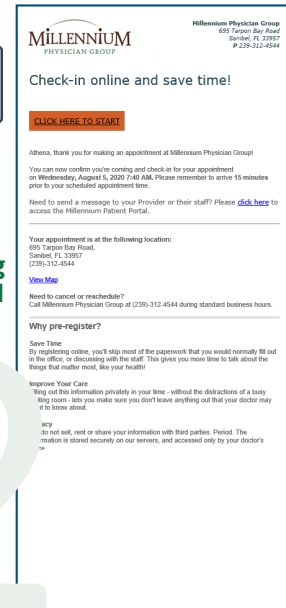 MILLENNIUM
PHYSICIAN GROUP
Millennium Physician Group
695 Tarpon Bay Road
Sanibel, FL 33957
P 239-312-4544
Check-in online and save time!
CLICK HERE TO START
Athena, thank you for making an appointment at Millennium Physician Group!
You can now confirm you're coming and check-in for your appointment
on Wednesday, August 5, 2020 7:40 AM. Please remember to arrive 15 minutes
prior to your scheduled appointment time.
Need to send a message to your Provider or their staff? Please click here to
access the Millennium Patient Portal.
Your appointment is at the following location:
695 Tarpon Bay Road,
Sanibel, FL 33957
(239)-312-4544
View Map
Need to cancel or reschedule?
Call Millennium Physician Group at (239)-312-4544 during standard business hours.
Why pre-register?
Save Time
By registering online, you'll skip most of the paperwork that you would normally fill out
in the office, or discussing with the staff. This gives you more time to talk about the
things that matter most, like your health!
Improve Your Care
Filling out this information privately in your time - without the distractions of a busy
waiting room - lets you make sure you don't leave anything out that your doctor may
want to know about.
do not sell, rent or share your information with third parties. Period. The
information is stored securely on our servers, and accessed only by your doctor's